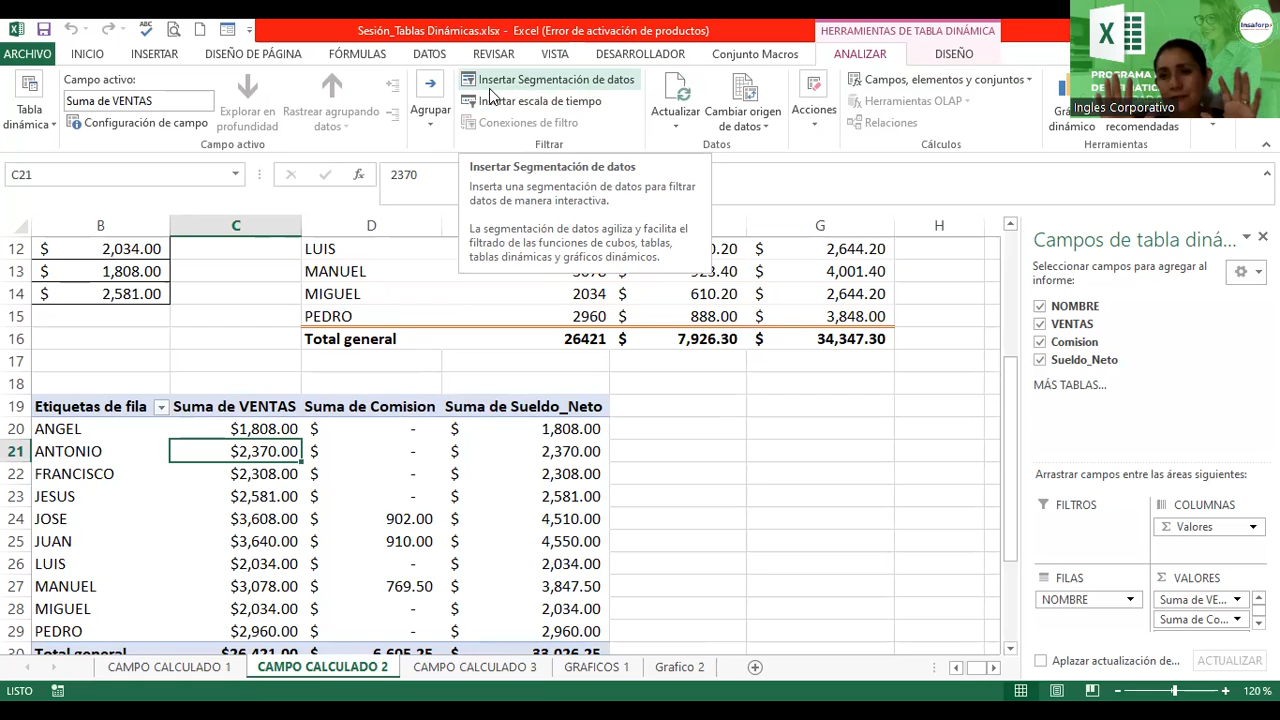 Sesión_Tablas Dinámicas.xlsx - Excel (Error de activación de productos)
HERRAMIENTAS DE TABLA DINÁMICA
ARCHIVO INICIO INSERTAR DISEÑO DE PÁGINA FÓRMULAS DATOS REVISAR VISTA DESARROLLADOR Conjunto Macros ANALIZAR DISEÑO
Insaforp
Ingles Corporativo
Tabla dinámica
Campo activo:
Suma de VENTAS
Configuración de campo
Explorar en profundidad
Rastrear agrupando datos
Campo activo
Agrupar
Insertar Segmentación de datos
Insertar escala de tiempo
Conexiones de filtro
Filtrar
Actualizar
Cambiar origen de datos
Datos
Acciones
Campos, elementos y conjuntos
Herramientas OLAP
Relaciones
Cálculos
dinámico
recomendadas
Herramientas
C21
fx
2370
Insertar Segmentación de datos
Inserta una segmentación de datos para filtrar
datos de manera interactiva.
La segmentación de datos agiliza y facilita el
filtrado de las funciones de cubos, tablas,
tablas dinámicas y gráficos dinámicos.
B C D G H
12 $ 2,034.00 LUIS $ 2,644.20
13 $ 1,808.00 MANUEL $ 4,001.40
14 $ 2,581.00 MIGUEL 2034 $ 610.20 $ 2,644.20
15 PEDRO 2960 $ 888.00 $ 3,848.00
16 Total general 26421 $ 7,926.30 $ 34,347.30
17
18
19 Etiquetas de fila Suma de VENTAS Suma de Comision Suma de Sueldo_Neto
20 ANGEL $1,808.00 $ - $ 1,808.00
21 ANTONIO $2,370.00 $ - $ 2,370.00
22 FRANCISCO $2,308.00 $ - $ 2,308.00
23 JESUS $2,581.00 $ - $ 2,581.00
24 JOSE $3,608.00 $ 902.00 $ 4,510.00
25 JUAN $3,640.00 $ 910.00 $ 4,550.00
26 LUIS $2,034.00 $ - $ 2,034.00
27 MANUEL $3,078.00 $ 769.50 $ 3,847.50
28 MIGUEL $2,034.00 $ - $ 2,034.00
29 PEDRO $2,960.00 $ - $ 2,960.00
30 Total general $26,421.00 $ 6,605.25 $ 33,026.25
Campos de tabla diná...
Seleccionar campos para agregar al
informe:
NOMBRE
VENTAS
Comision
Sueldo_Neto
MÁS TABLAS...
Arrastrar campos entre las áreas siguientes:
FILTROS
COLUMNAS
Σ Valores
FILAS
NOMBRE
Σ VALORES
Suma de VE...
Suma de Co...
Aplazar actualización de...
ACTUALIZAR
CAMPO CALCULADO 1 CAMPO CALCULADO 2 CAMPO CALCULADO 3 GRAFICOS 1 Grafico 2
LISTO
120 %